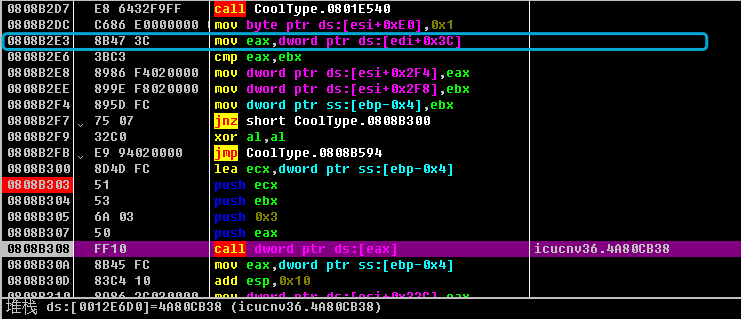 0808B2D7 E8 6432F9FF call CoolType.0801E540
0808B2DC C686 E0000000 0 mov byte ptr ds:[esi+0xE0],0x1
0808B2E3 8B47 3C mov eax,dword ptr ds:[edi+0x3C]
0808B2E6 3BC3 cmp eax,ebx
0808B2E8 8986 F4020000 mov dword ptr ds:[esi+0x2F4],eax
0808B2EE 899E F8020000 mov dword ptr ds:[esi+0x2F8],ebx
0808B2F4 895D FC mov dword ptr ss:[ebp-0x4],ebx
0808B2F7 75 07 jnz short CoolType.0808B300
0808B2F9 32C0 xor al,al
0808B2FB E9 94020000 jmp CoolType.0808B594
0808B300 8D4D FC lea ecx,dword ptr ss:[ebp-0x4]
0808B303 51 push ecx
0808B304 53 push ebx
0808B305 6A 03 push 0x3
0808B307 50 push eax
0808B308 FF10 call dword ptr ds:[eax] icucnv36.4A80CB38
0808B30A 8B45 FC mov eax,dword ptr ss:[ebp-0x4]
0808B30D 83C4 10 add esp,0x10
堆栈 ds:[0012E6D0]=4A80CB38 (icucnv36.4A80CB38)